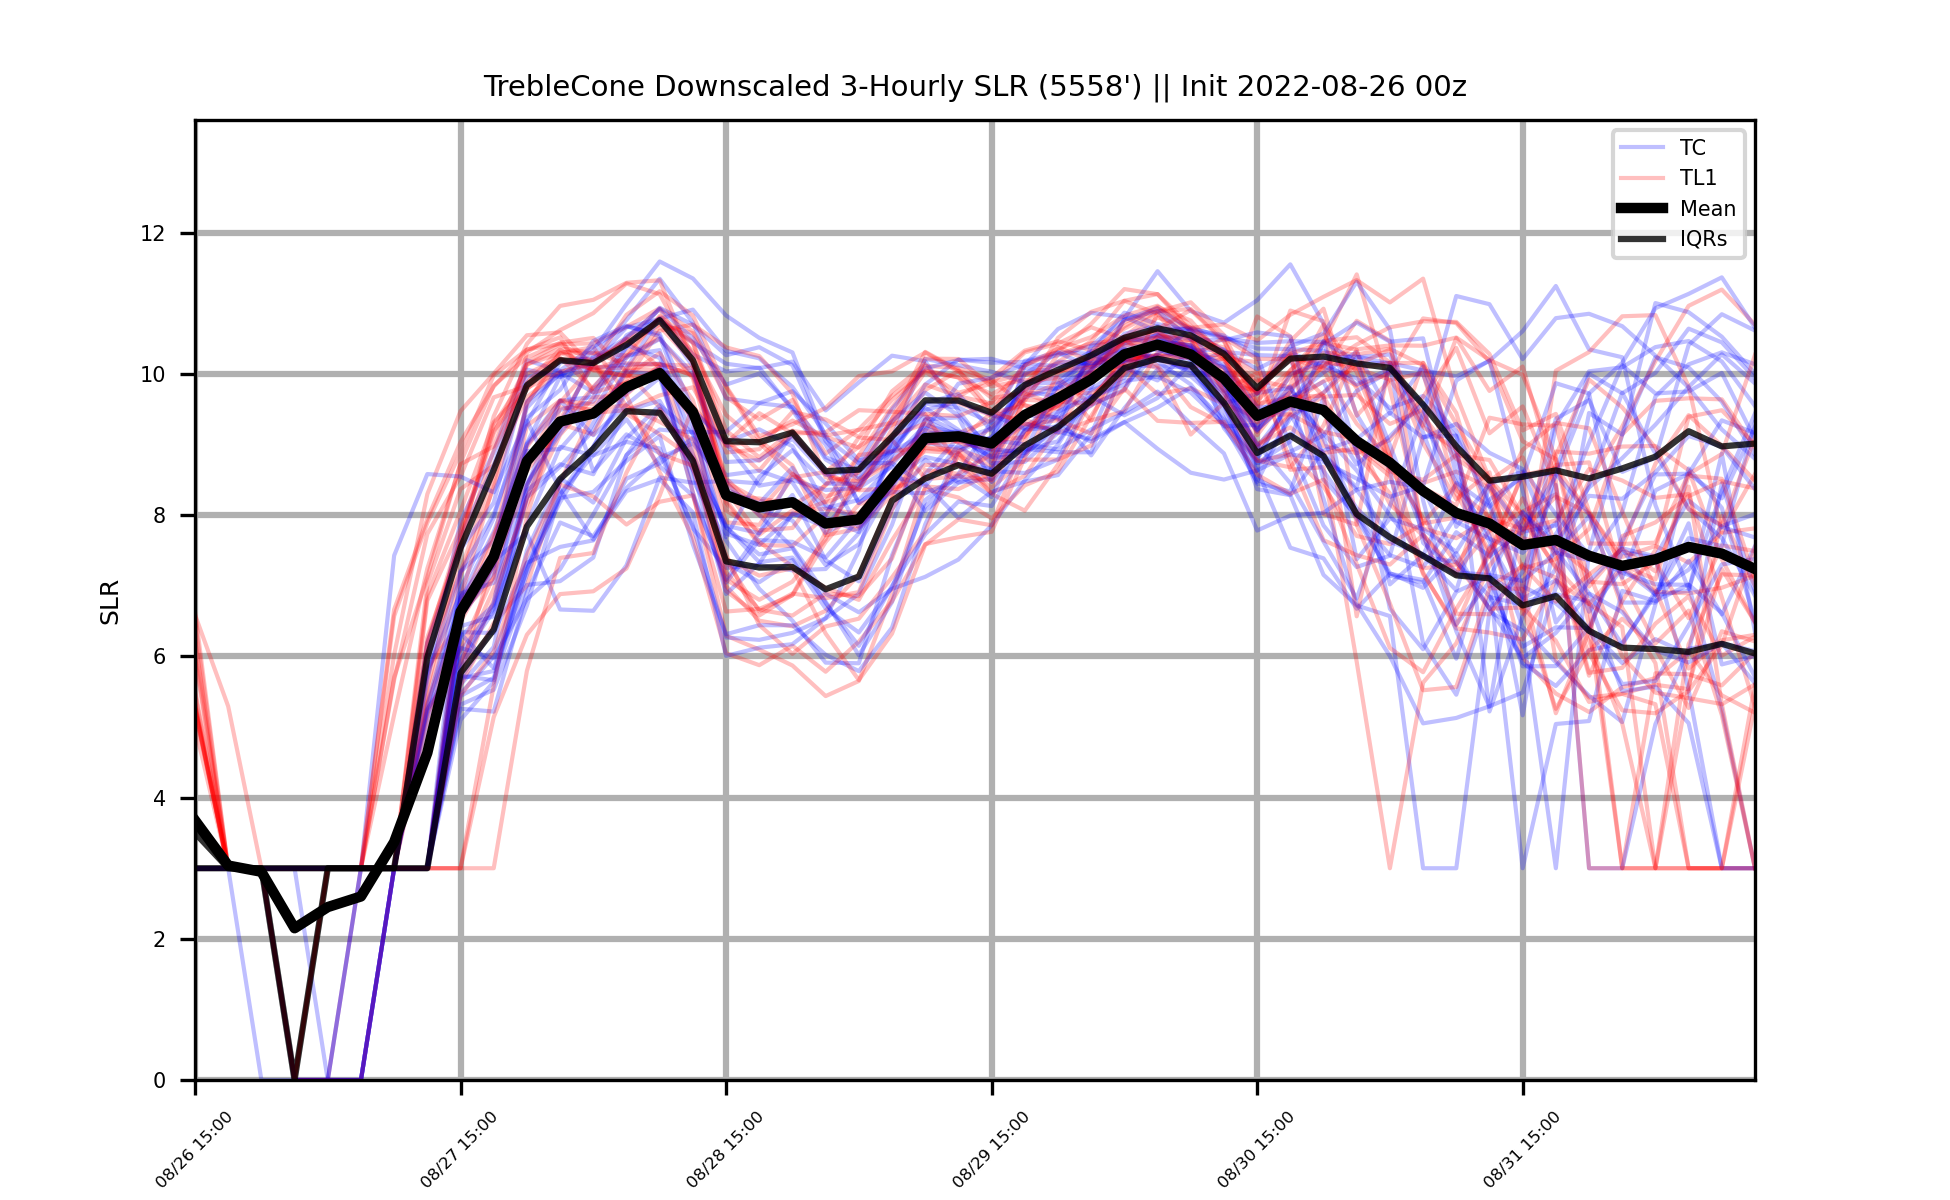 TrebleCone Downscaled 3-Hourly SLR (5558') || Init 2022-08-26 00z
TC
TL1
Mean
IQRs
SLR
12
10
8
6
4
2
0
08/26 15:00
08/27 15:00
08/28 15:00
08/29 15:00
08/30 15:00
08/31 15:00